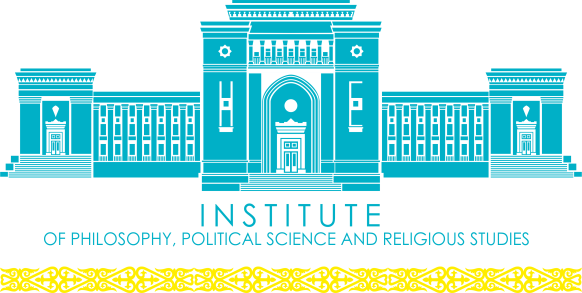 INSTITUTE
OF PHILOSOPHY, POLITICAL SCIENCE AND RELIGIOUS STUDIES